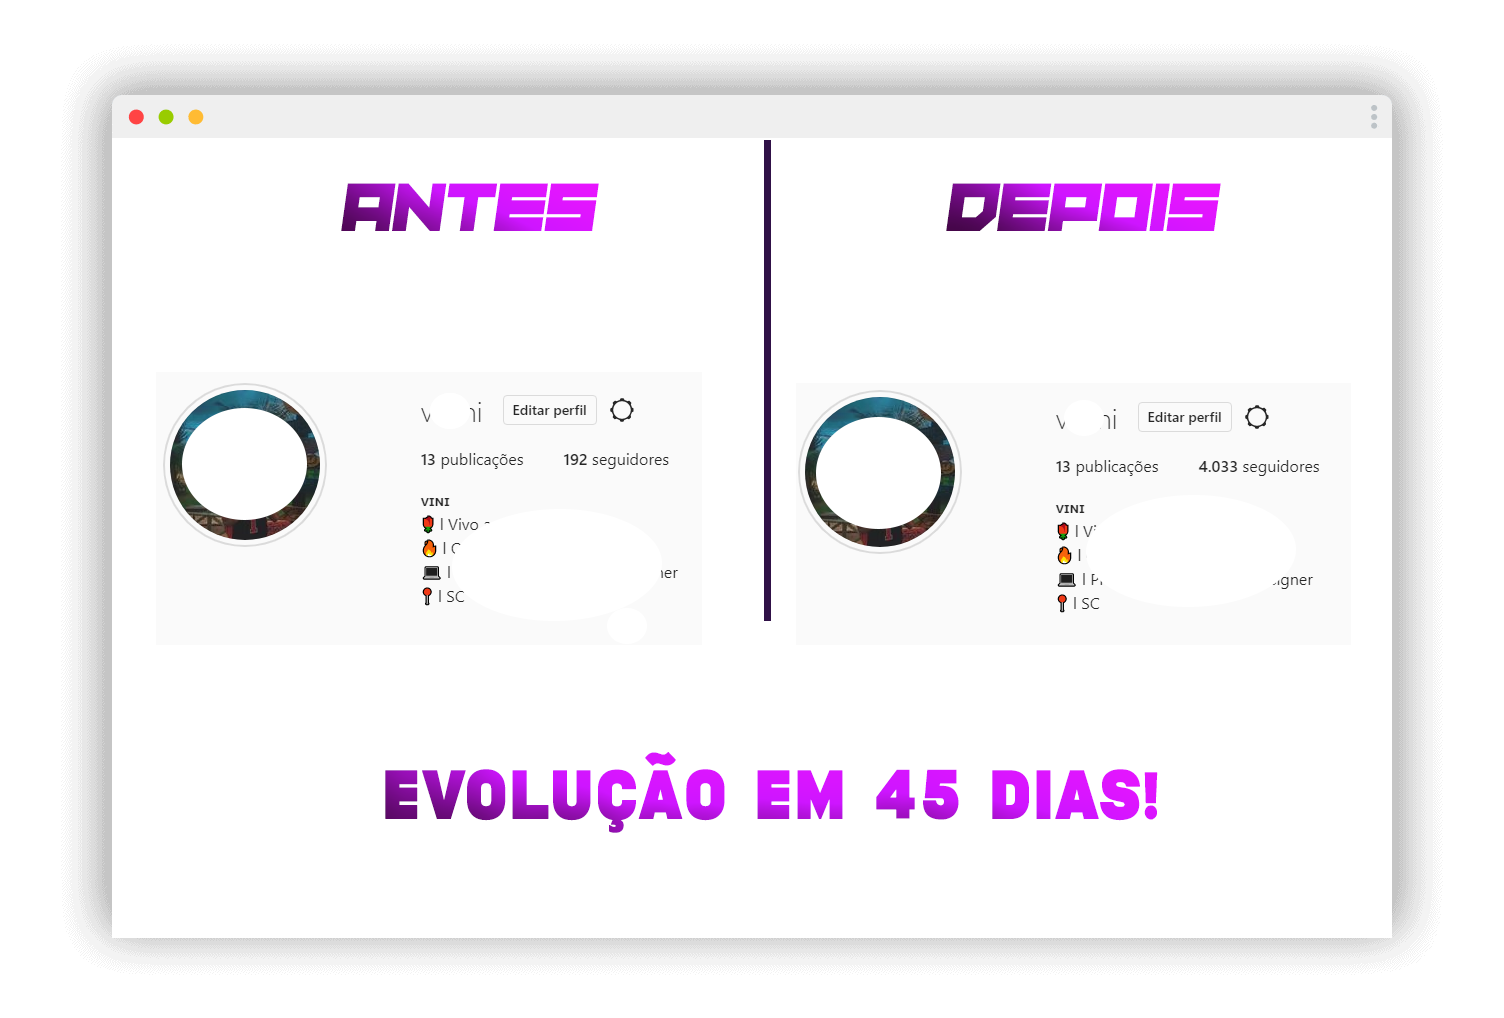 ANTES
DEPOIS
Editar perfil
13 publicações 192 seguidores
VINI
l Vivo
l
l
l SC
Editar perfil
13 publicações 4.033 seguidores
VINI
l
l
l
l SC
EVOLUÇÃO EM 45 DIAS!